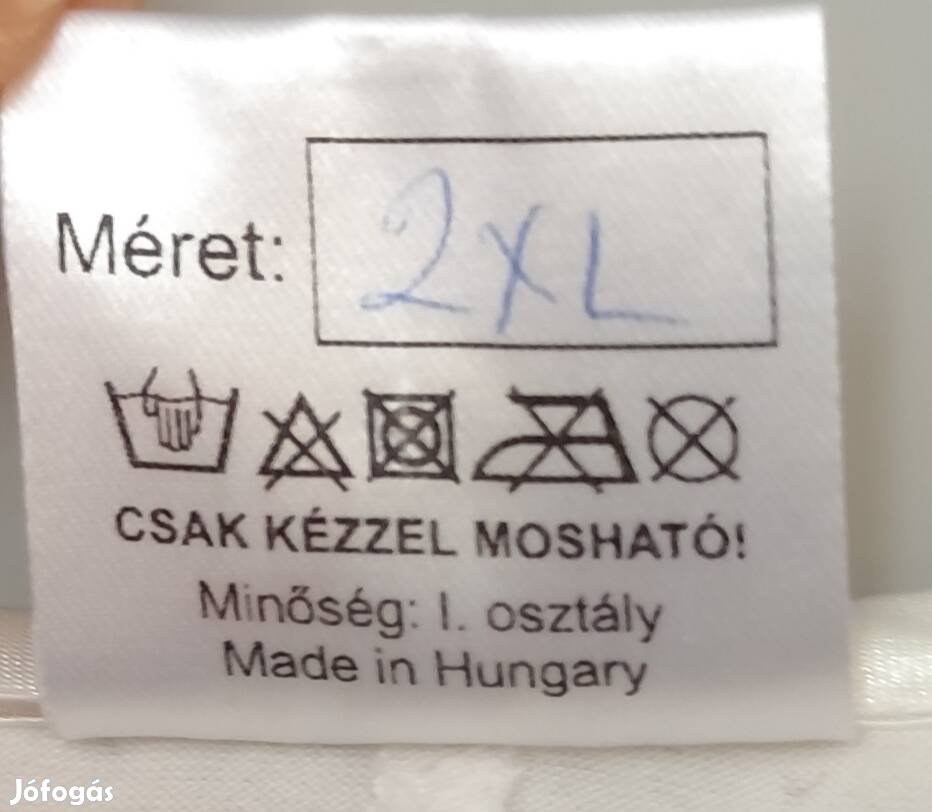 Méret: 2XL
CSAK KÉZZEL MOSHATÓ!
Minőség: I. osztály
Made in Hungary
Jófogás